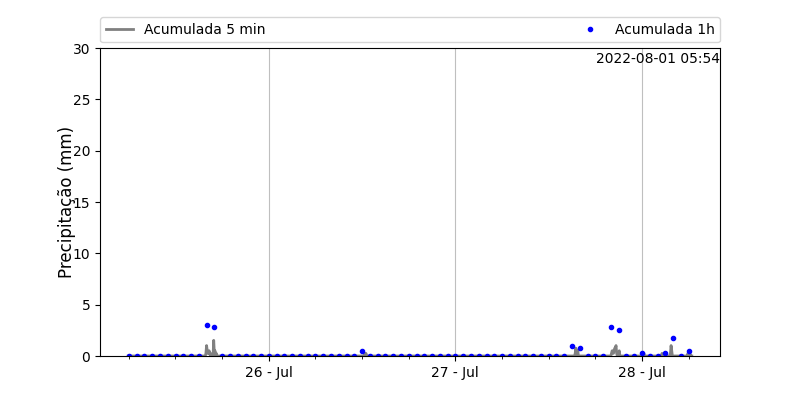 Acumulada 5 min
Acumulada 1h
2022-08-01 05:54
Precipitação (mm)
30
25
20
15
10
5
0
26 - Jul
27 - Jul
28 - Jul